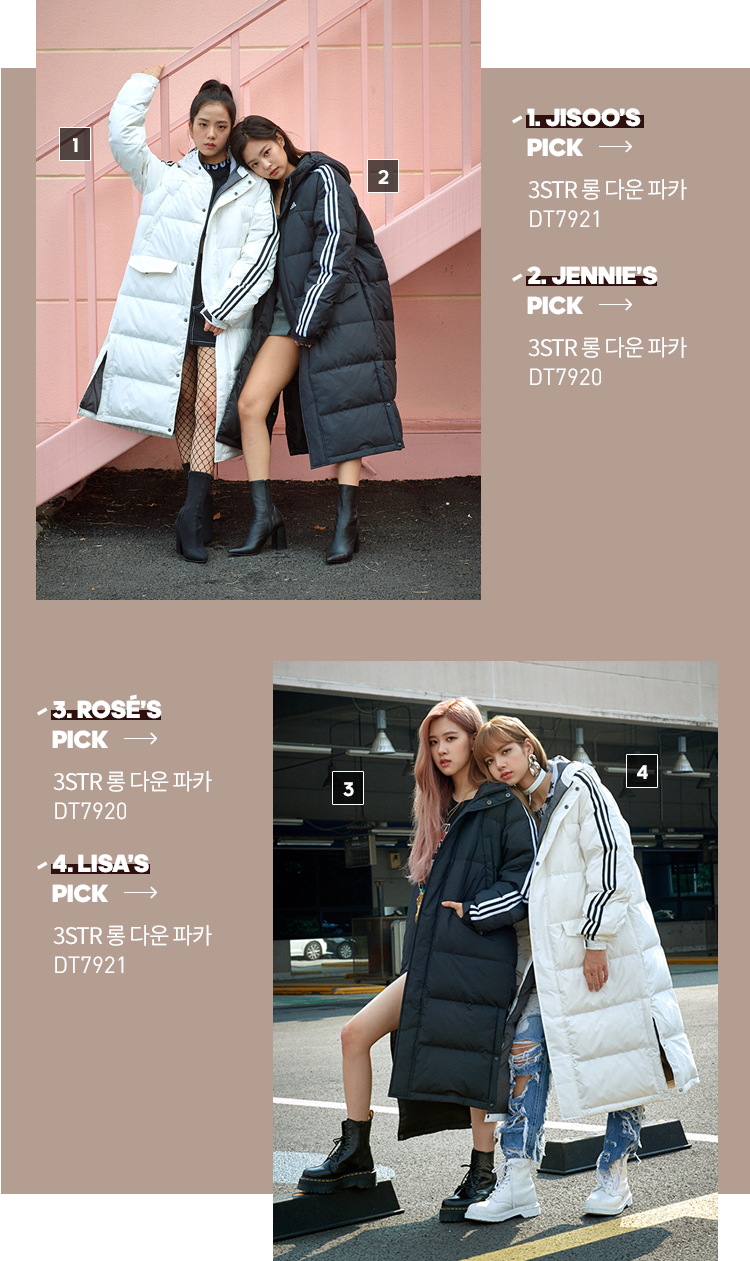 1
2
1. JISOO'S
PICK
3STR 롱 다운 파카
DT7921
2. JENNIE'S
PICK
3STR 롱 다운 파카
DT7920
3. ROSÉ'S
PICK
3STR 롱 다운 파카
DT7920
4. LISA'S
PICK
3STR 롱 다운 파카
DT7921
3
4